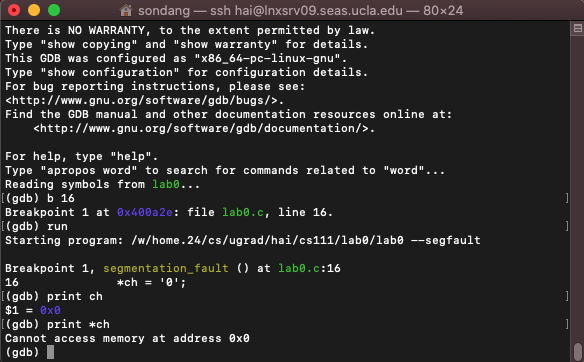 sondang — ssh hai@lnxsrv09.seas.ucla.edu — 80×24
There is NO WARRANTY, to the extent permitted by law.
Type "show copying" and "show warranty" for details.
This GDB was configured as "x86_64-pc-linux-gnu".
Type "show configuration" for configuration details.
For bug reporting instructions, please see:
<http://www.gnu.org/software/gdb/bugs/>.
Find the GDB manual and other documentation resources online at:
    <http://www.gnu.org/software/gdb/documentation/>.

For help, type "help".
Type "apropos word" to search for commands related to "word"...
Reading symbols from lab0...
[(gdb) b 16 ]
Breakpoint 1 at 0x400a2e: file lab0.c, line 16.
[(gdb) run ]
Starting program: /w/home.24/cs/ugrad/hai/cs111/lab0/lab0 --segfault

Breakpoint 1, segmentation_fault () at lab0.c:16
16              *ch = '0';
[(gdb) print ch ]
$1 = 0x0
[(gdb) print *ch ]
Cannot access memory at address 0x0
(gdb)